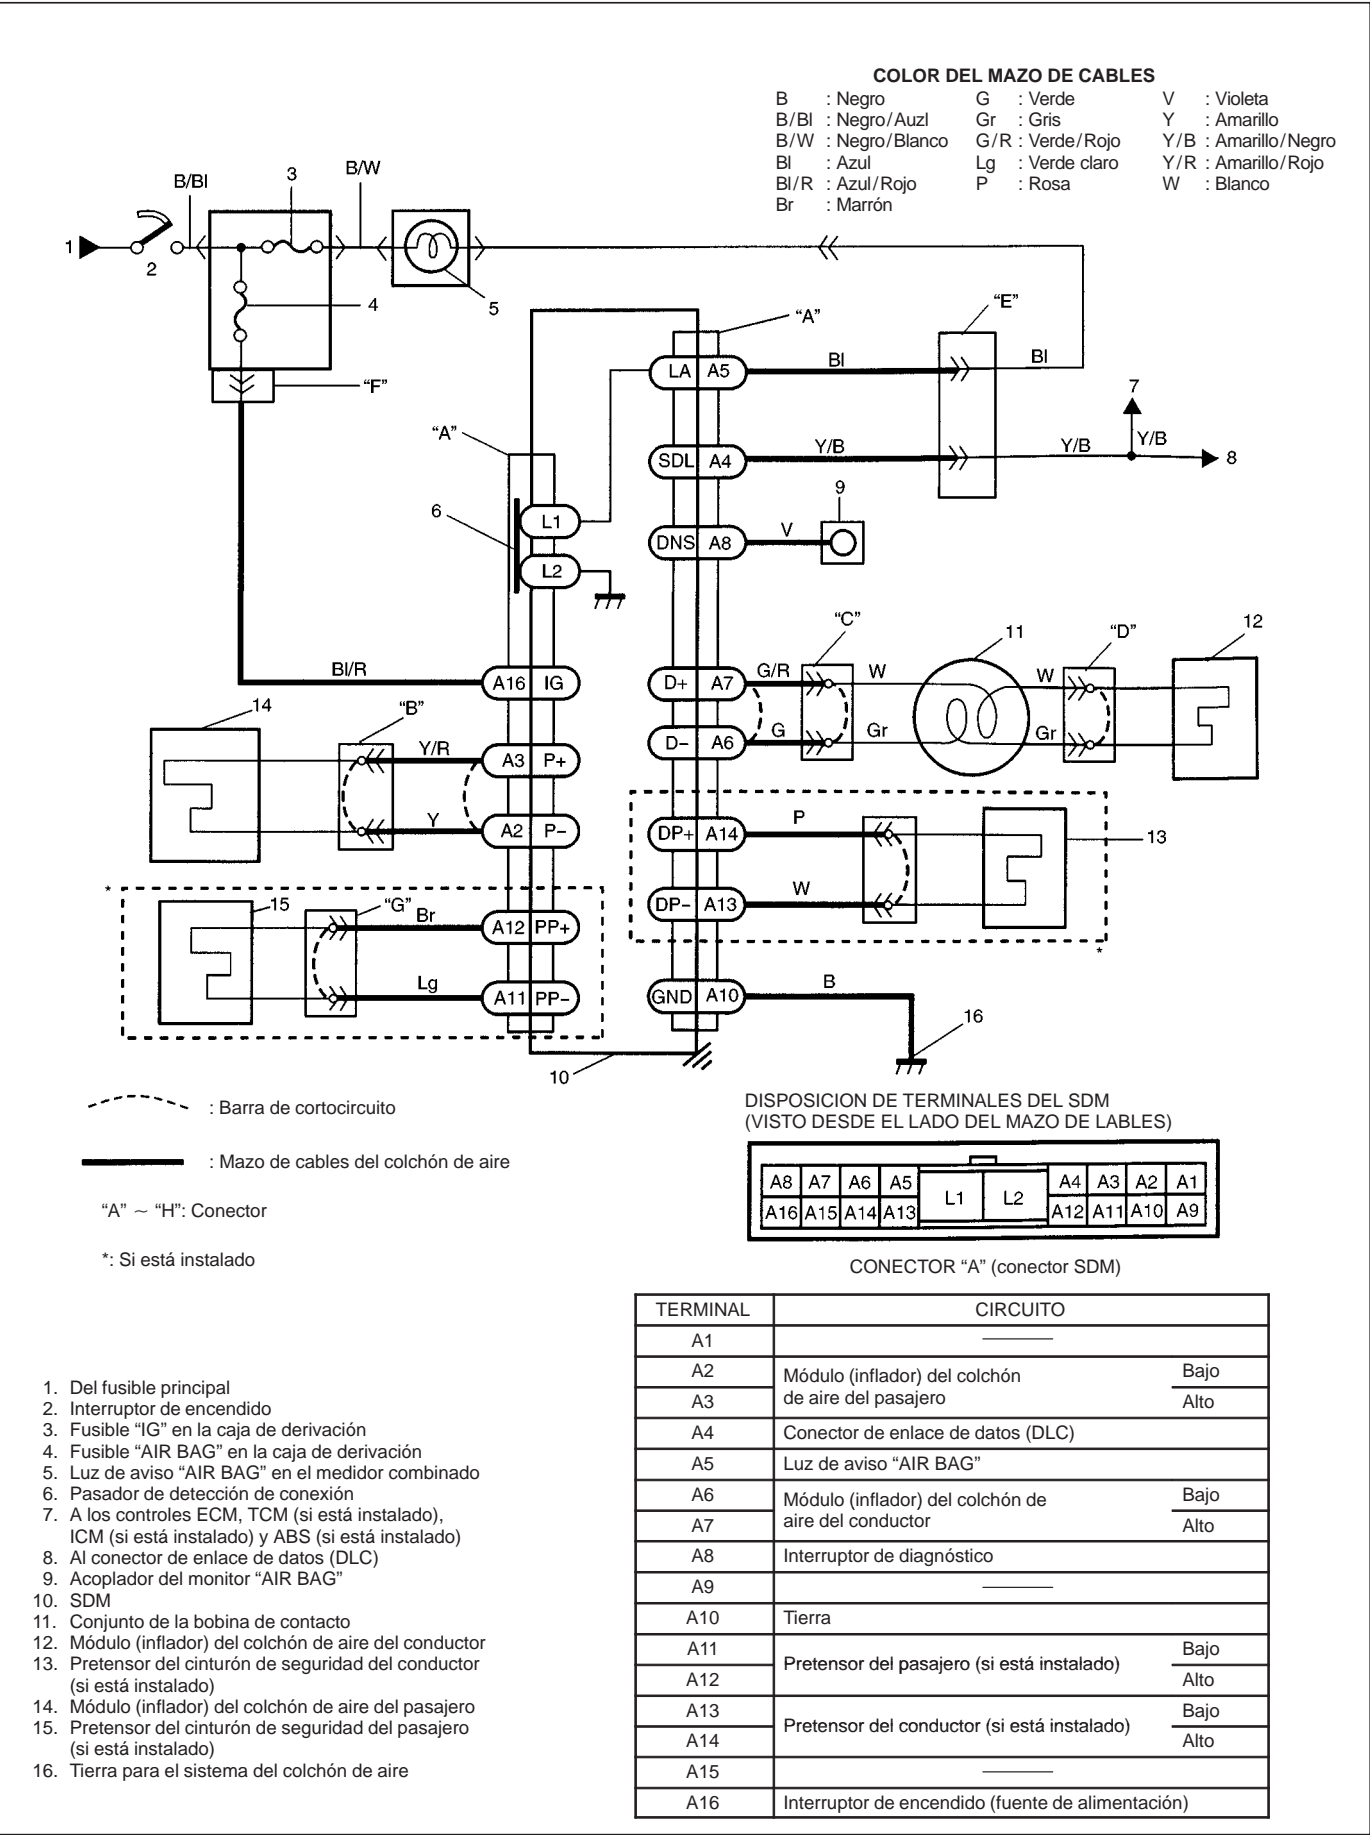 COLOR DEL MAZO DE CABLES
B : Negro G : Verde V : Violeta
B/Bl : Negro/Auzl Gr : Gris Y : Amarillo
B/W : Negro/Blanco G/R : Verde/Rojo Y/B : Amarillo/Negro
Bl : Azul Lg : Verde claro Y/R : Amarillo/Rojo
Bl/R : Azul/Rojo P : Rosa W : Blanco
Br : Marrón
B/Bl 3 B/W
1 2 4 5
"F"
"A" "E"
LA A5 Bl Bl
7
"A"
SDL A4 Y/B Y/B Y/B 8
6 L1 9
DNS A8 V
L2
"C" 11 "D" 12
Bl/R A16 IG D+ A7 G/R W W
14 "B"
D– A6 G Gr Gr
Y/R A3 P+
Y A2 P–
DP+ A14 P 13
* 15 "G"
DP– A13 W
Br A12 PP+
*
Lg A11 PP–
GND A10 B
16
10
: Barra de cortocircuito
: Mazo de cables del colchón de aire
"A" ~ "H": Conector
*: Si está instalado
DISPOSICION DE TERMINALES DEL SDM
(VISTO DESDE EL LADO DEL MAZO DE LABLES)
A8 A7 A6 A5 L1 L2 A4 A3 A2 A1
A16 A15 A14 A13 A12 A11 A10 A9
CONECTOR "A" (conector SDM)
TERMINAL CIRCUITO
A1
A2 Módulo (inflador) del colchón Bajo
A3 de aire del pasajero Alto
A4 Conector de enlace de datos (DLC)
A5 Luz de aviso "AIR BAG"
A6 Módulo (inflador) del colchón de Bajo
A7 aire del conductor Alto
A8 Interruptor de diagnóstico
A9
A10 Tierra
A11 Bajo
Pretensor del pasajero (si está instalado)
A12 Alto
A13 Bajo
Pretensor del conductor (si está instalado)
A14 Alto
A15
A16 Interruptor de encendido (fuente de alimentación)
1. Del fusible principal
2. Interruptor de encendido
3. Fusible "IG" en la caja de derivación
4. Fusible "AIR BAG" en la caja de derivación
5. Luz de aviso "AIR BAG" en el medidor combinado
6. Pasador de detección de conexión
7. A los controles ECM, TCM (si está instalado),
ICM (si está instalado) y ABS (si está instalado)
8. Al conector de enlace de datos (DLC)
9. Acoplador del monitor "AIR BAG"
10. SDM
11. Conjunto de la bobina de contacto
12. Módulo (inflador) del colchón de aire del conductor
13. Pretensor del cinturón de seguridad del conductor
(si está instalado)
14. Módulo (inflador) del colchón de aire del pasajero
15. Pretensor del cinturón de seguridad del pasajero
(si está instalado)
16. Tierra para el sistema del colchón de aire